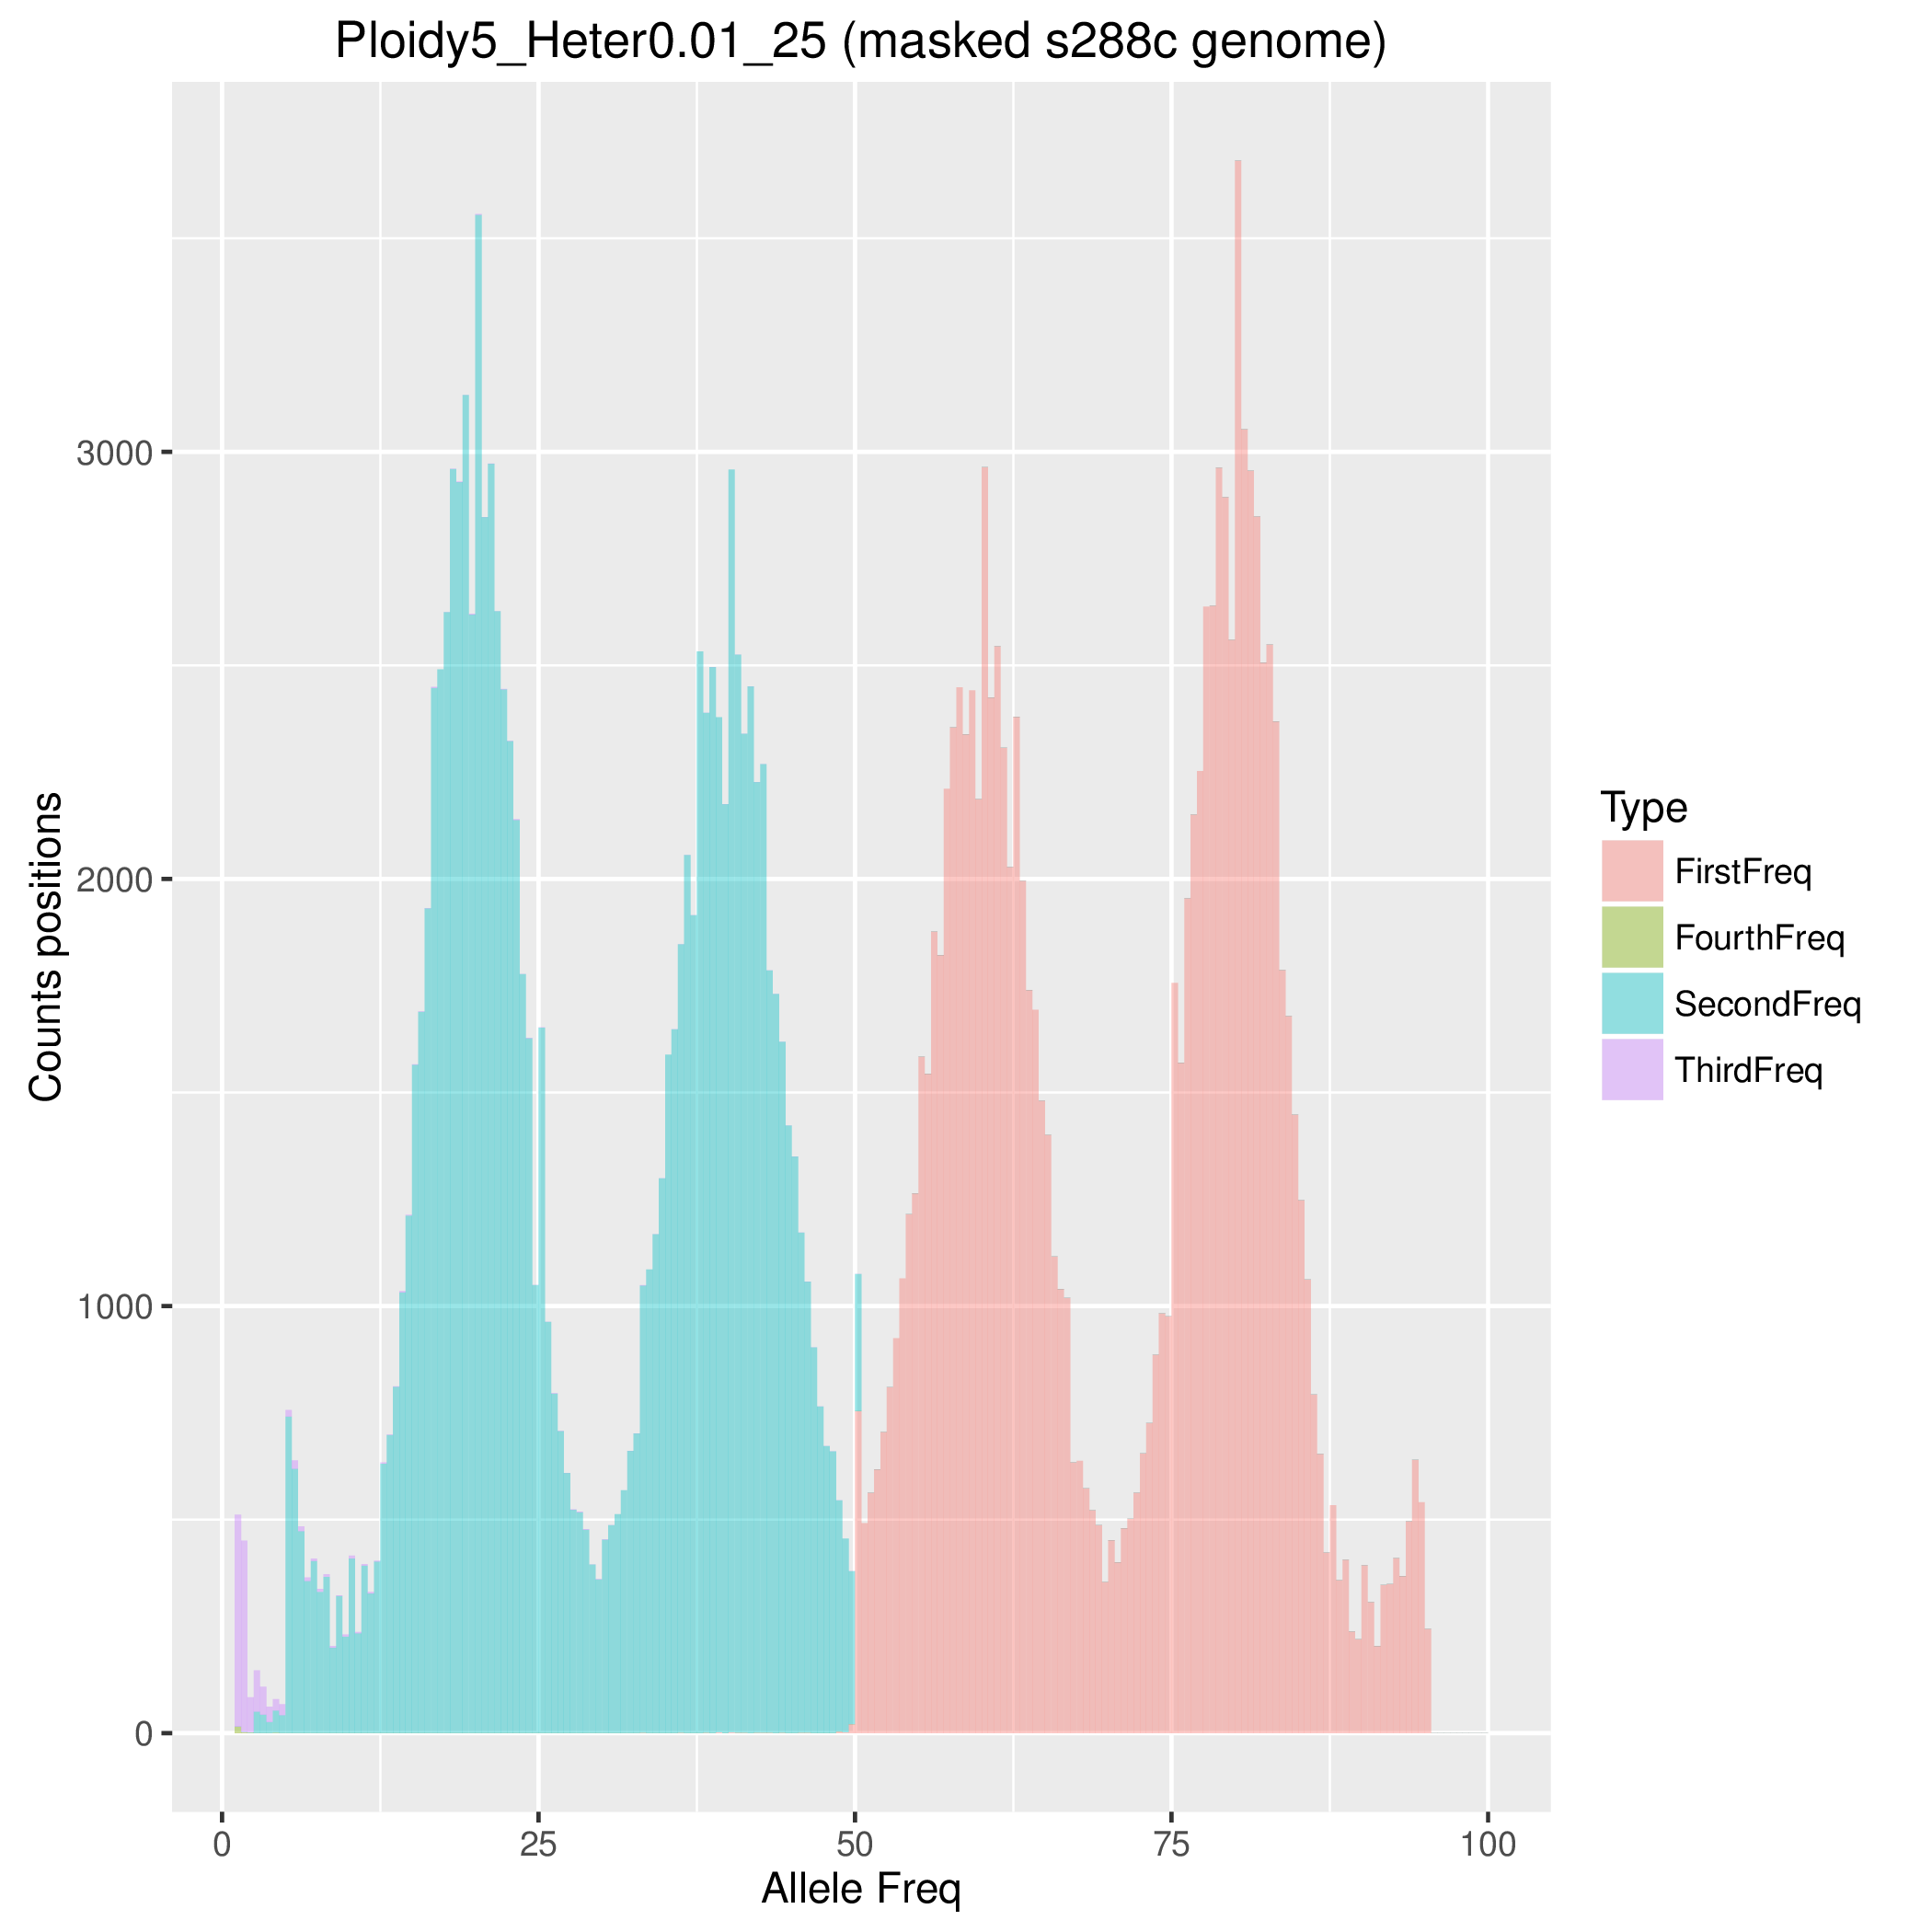 Ploidy5_Heter0.01_25 (masked s288c genome)
Counts positions
3000
2000
1000
0
0
25
50
75
100
Allele Freq
Type
FirstFreq
FourthFreq
SecondFreq
ThirdFreq